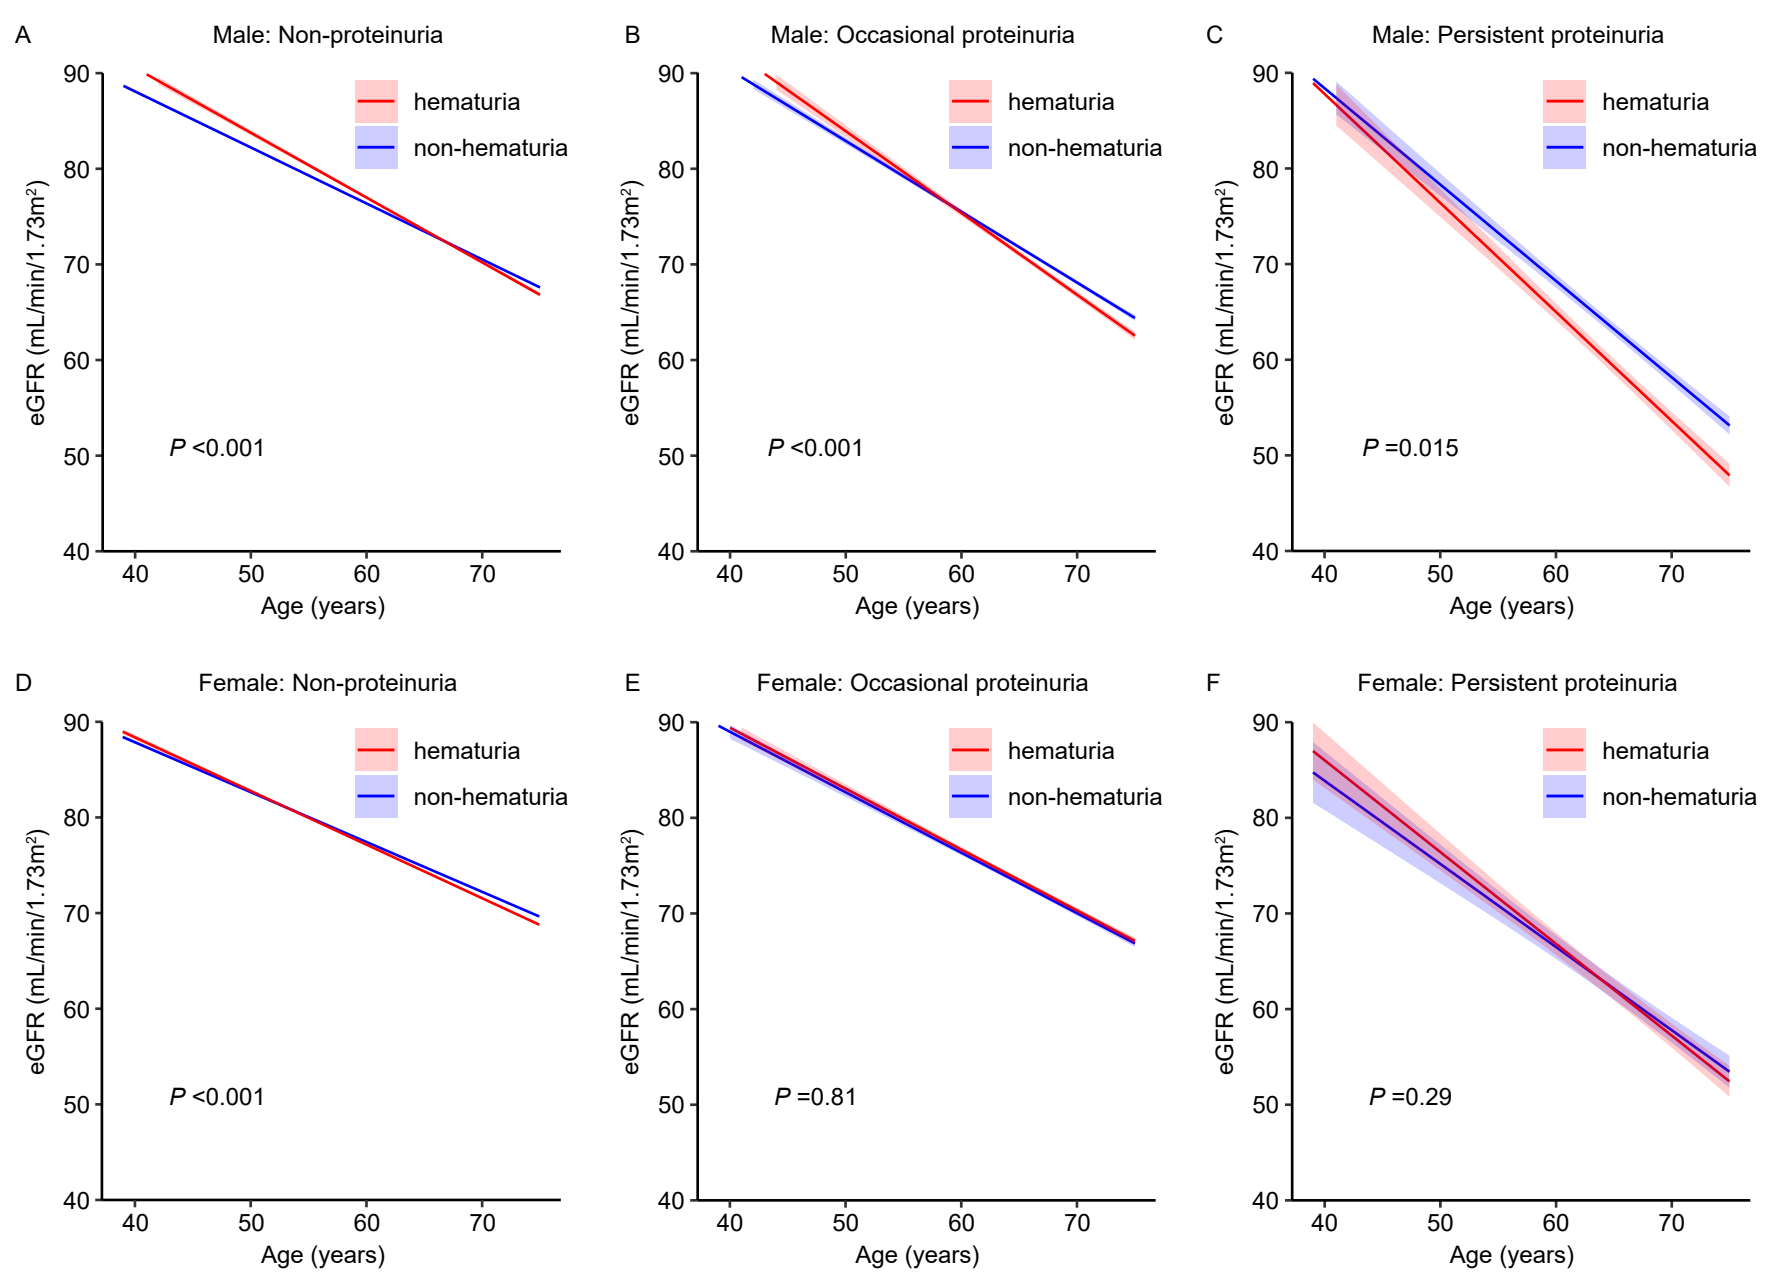 A
Male: Non-proteinuria
90
80
70
60
50
40
eGFR (mL/min/1.73m²)
hematuria
non-hematuria
P <0.001
40 50 60 70
Age (years)
B
Male: Occasional proteinuria
90
80
70
60
50
40
eGFR (mL/min/1.73m²)
hematuria
non-hematuria
P <0.001
40 50 60 70
Age (years)
C
Male: Persistent proteinuria
90
80
70
60
50
40
eGFR (mL/min/1.73m²)
hematuria
non-hematuria
P =0.015
40 50 60 70
Age (years)
D
Female: Non-proteinuria
90
80
70
60
50
40
eGFR (mL/min/1.73m²)
hematuria
non-hematuria
P <0.001
40 50 60 70
Age (years)
E
Female: Occasional proteinuria
90
80
70
60
50
40
eGFR (mL/min/1.73m²)
hematuria
non-hematuria
P =0.81
40 50 60 70
Age (years)
F
Female: Persistent proteinuria
90
80
70
60
50
40
eGFR (mL/min/1.73m²)
hematuria
non-hematuria
P =0.29
40 50 60 70
Age (years)